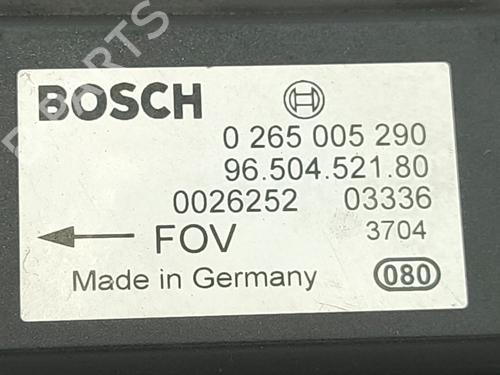 BOSCH
0 265 005 290
96.504.521.80
0026252 03336
FOV 3704
Made in Germany 080